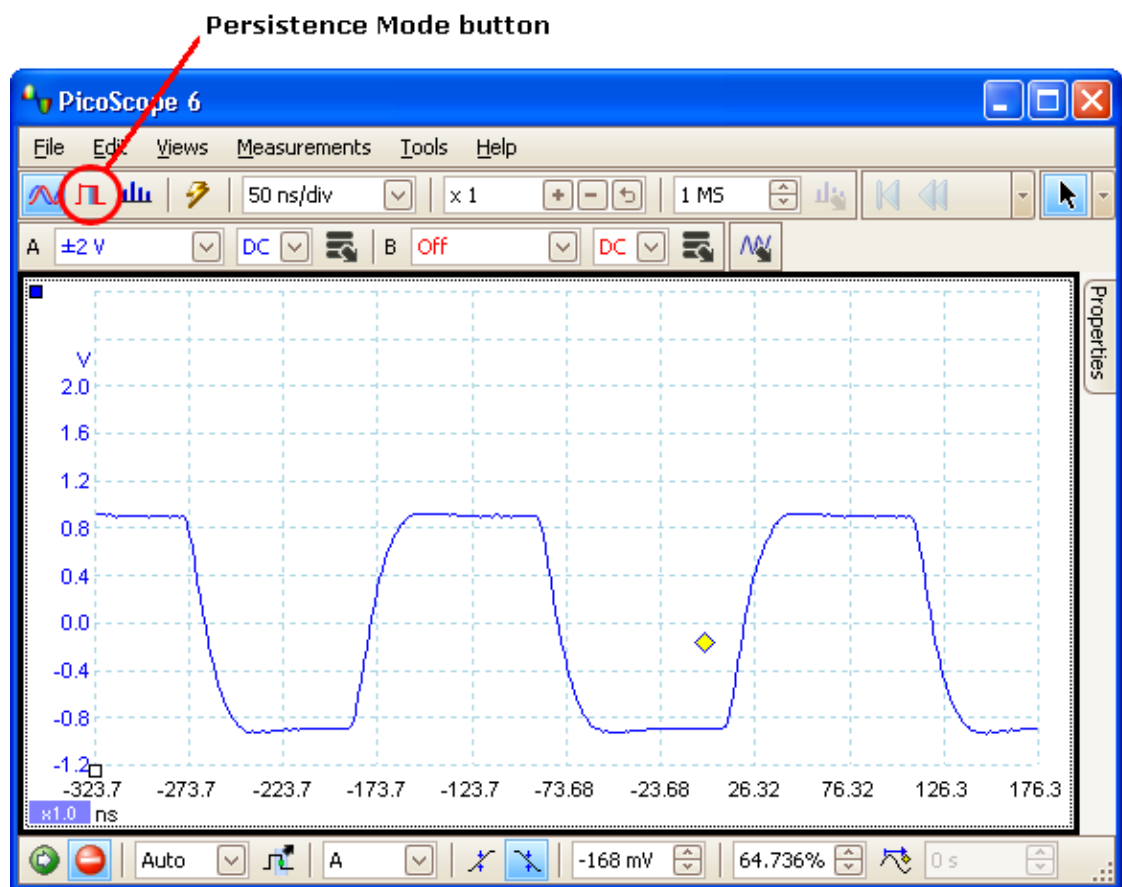 Persistence Mode button
PicoScope 6
File Edit Views Measurements Tools Help
50 ns/div x 1 1 MS
A ±2 V DC B Off DC
Properties
V
2.0
1.6
1.2
0.8
0.4
0.0
-0.4
-0.8
-1.2
-323.7 -273.7 -223.7 -173.7 -123.7 -73.68 -23.68 26.32 76.32 126.3 176.3
x1.0 ns
Auto A -168 mV 64.736% 0 s